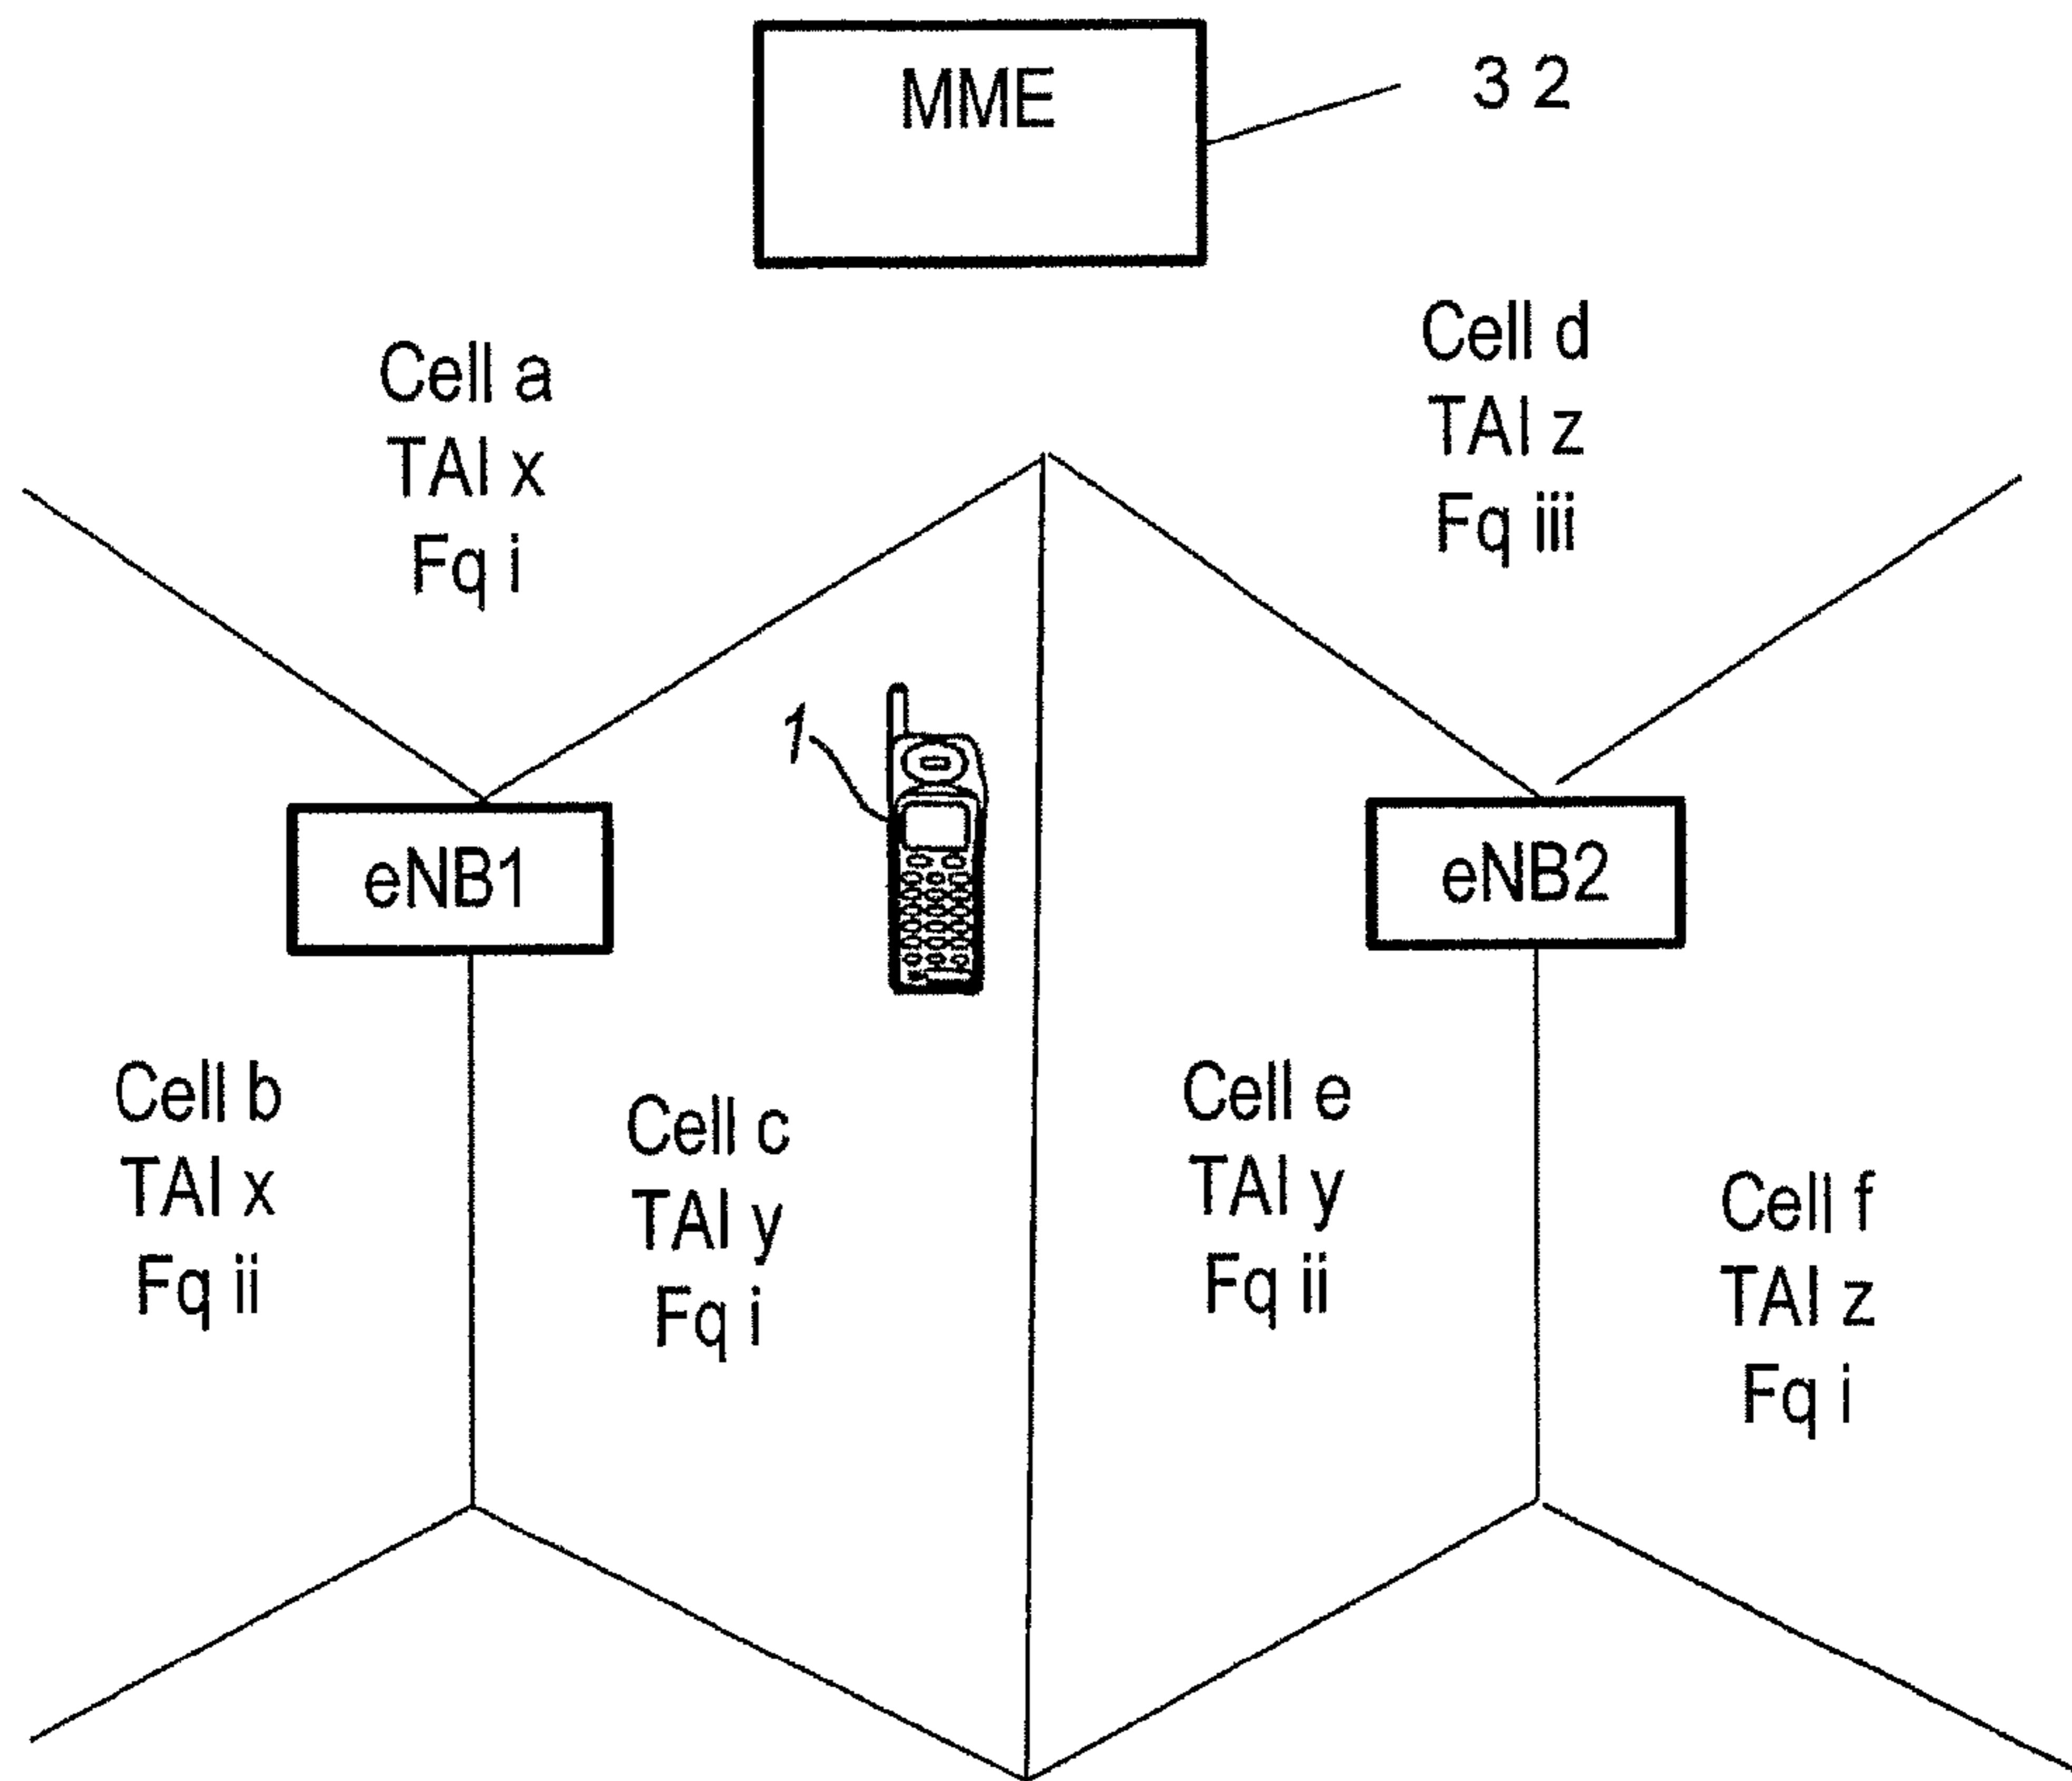 MME
3 2
Cell a
TAI x
Fq i
Cell d
TAI z
Fq iii
1
eNB1
eNB2
Cell b
TAI x
Fq ii
Cell c
TAI y
Fq i
Cell e
TAI y
Fq ii
Cell f
TAI z
Fq i